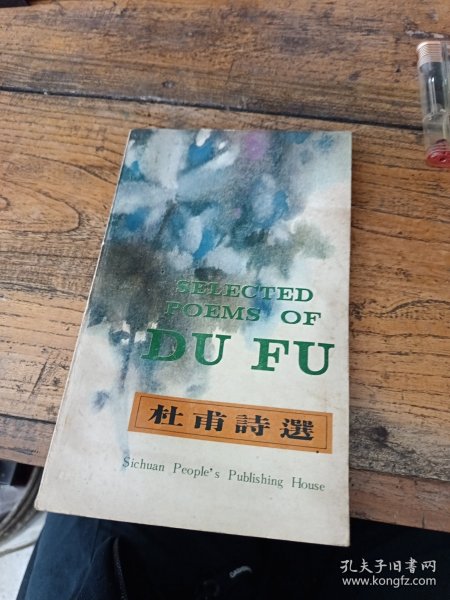 SELECTED
POEMS OF
DU FU
杜甫詩選
Sichuan People's Publishing House
孔夫子旧书网
www.kongfz.com